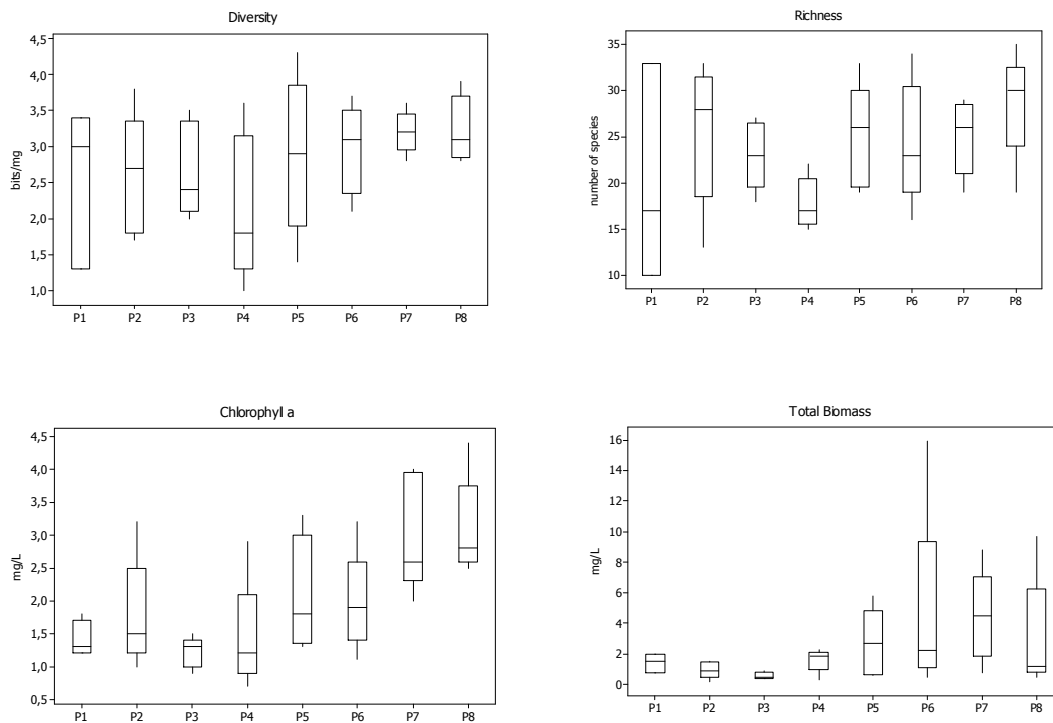 Diversity
4,5
4,0
3,5
3,0
2,5
2,0
1,5
1,0
bits/mg
P1 P2 P3 P4 P5 P6 P7 P8
Richness
35
30
25
20
15
10
number of species
P1 P2 P3 P4 P5 P6 P7 P8
Chlorophyll a
4,5
4,0
3,5
3,0
2,5
2,0
1,5
1,0
0,5
mg/L
P1 P2 P3 P4 P5 P6 P7 P8
Total Biomass
16
14
12
10
8
6
4
2
0
mg/L
P1 P2 P3 P4 P5 P6 P7 P8